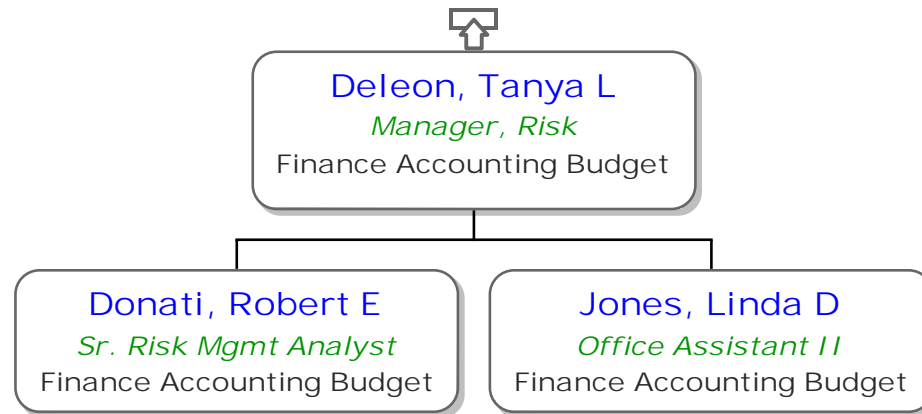 Deleon, Tanya L
Manager, Risk
Finance Accounting Budget
Donati, Robert E
Sr. Risk Mgmt Analyst
Finance Accounting Budget
Jones, Linda D
Office Assistant II
Finance Accounting Budget